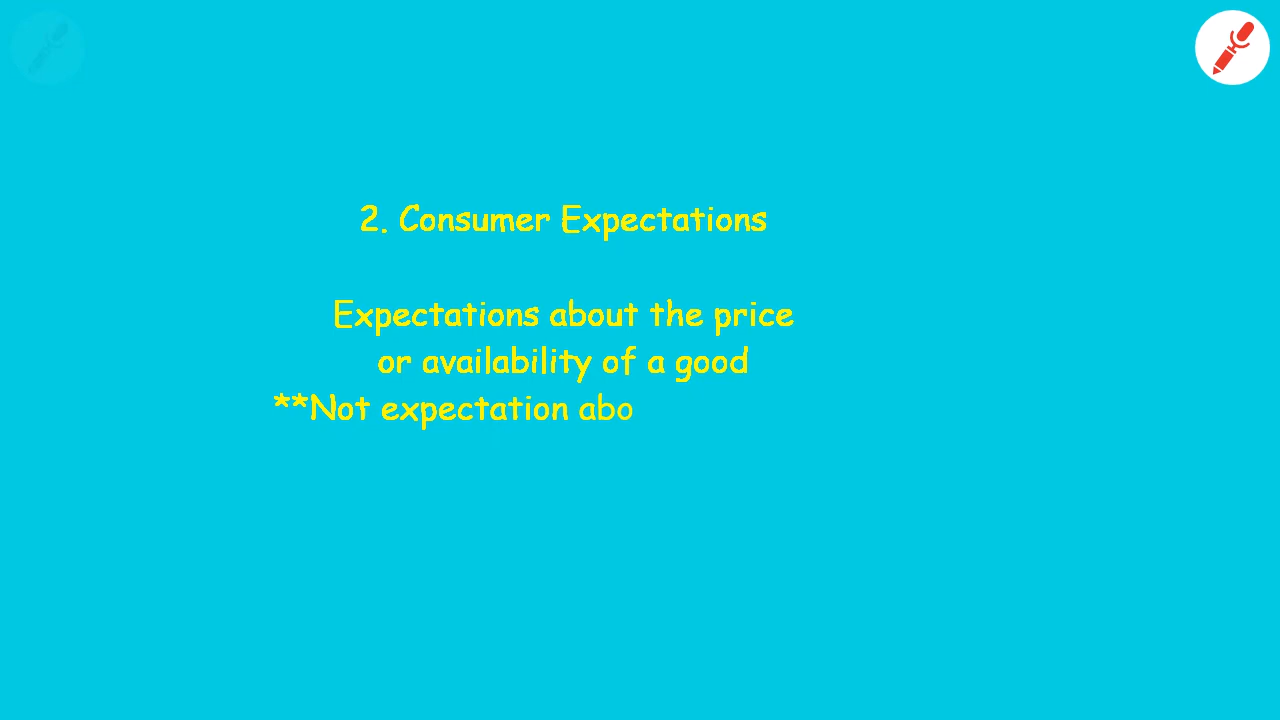 2. Consumer Expectations
Expectations about the price
or availability of a good
**Not expectation abo